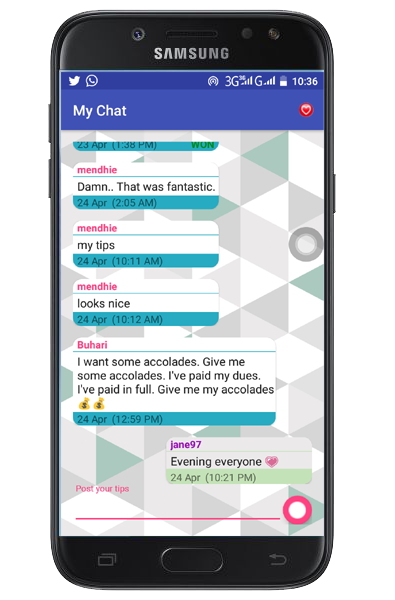 SAMSUNG
3G G 10:36
My Chat
23 Apr (1:38 PM) WON
mendhie
Damn.. That was fantastic.
24 Apr (2:05 AM)
mendhie
my tips
24 Apr (10:11 AM)
mendhie
looks nice
24 Apr (10:12 AM)
Buhari
I want some accolades. Give me
some accolades. I've paid my dues.
I've paid in full. Give me my accolades
💰💰
24 Apr (12:59 PM)
jane97
Evening everyone 💗
24 Apr (10:21 PM)
Post your tips